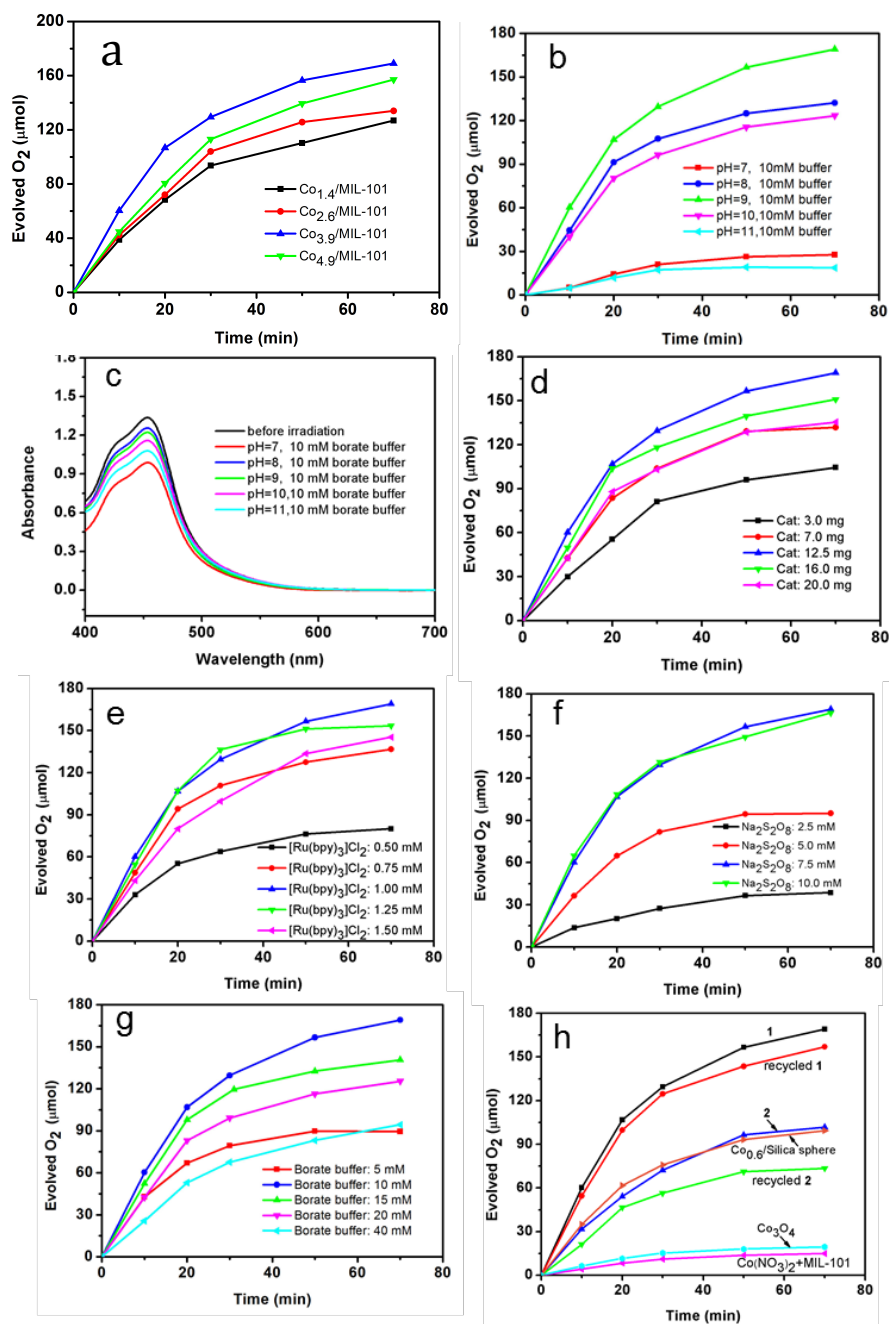 a
Evolved O2 (μmol)
200
160
120
80
40
0
Co1.4/MIL-101
Co2.6/MIL-101
Co3.9/MIL-101
Co4.9/MIL-101
0 20 40 60 80
Time (min)
b
Evolved O2 (μmol)
180
150
120
90
60
30
0
pH=7, 10mM buffer
pH=8, 10mM buffer
pH=9, 10mM buffer
pH=10,10mM buffer
pH=11,10mM buffer
0 20 40 60 80
Time (min)
c
Absorbance
1.8
1.5
1.2
0.9
0.6
0.3
0.0
before irradiation
pH=7, 10 mM borate buffer
pH=8, 10 mM borate buffer
pH=9, 10 mM borate buffer
pH=10,10 mM borate buffer
pH=11,10 mM borate buffer
400 500 600 700
Wavelength (nm)
d
Evolved O2 (μmol)
180
150
120
90
60
30
0
Cat: 3.0 mg
Cat: 7.0 mg
Cat: 12.5 mg
Cat: 16.0 mg
Cat: 20.0 mg
0 20 40 60 80
Time (min)
e
Evolved O2 (μmol)
180
150
120
90
60
30
0
[Ru(bpy)3]Cl2: 0.50 mM
[Ru(bpy)3]Cl2: 0.75 mM
[Ru(bpy)3]Cl2: 1.00 mM
[Ru(bpy)3]Cl2: 1.25 mM
[Ru(bpy)3]Cl2: 1.50 mM
0 20 40 60 80
Time (min)
f
Evolved O2 (μmol)
180
150
120
90
60
30
0
Na2S2O8: 2.5 mM
Na2S2O8: 5.0 mM
Na2S2O8: 7.5 mM
Na2S2O8: 10.0 mM
0 20 40 60 80
Time (min)
g
Evolved O2 (μmol)
180
150
120
90
60
30
0
Borate buffer: 5 mM
Borate buffer: 10 mM
Borate buffer: 15 mM
Borate buffer: 20 mM
Borate buffer: 40 mM
0 20 40 60 80
Time (min)
h
Evolved O2 (μmol)
180
150
120
90
60
30
0
1
recycled 1
2
Co0.6/Silica sphere
recycled 2
Co3O4
Co(NO3)2+MIL-101
0 20 40 60 80
Time (min)